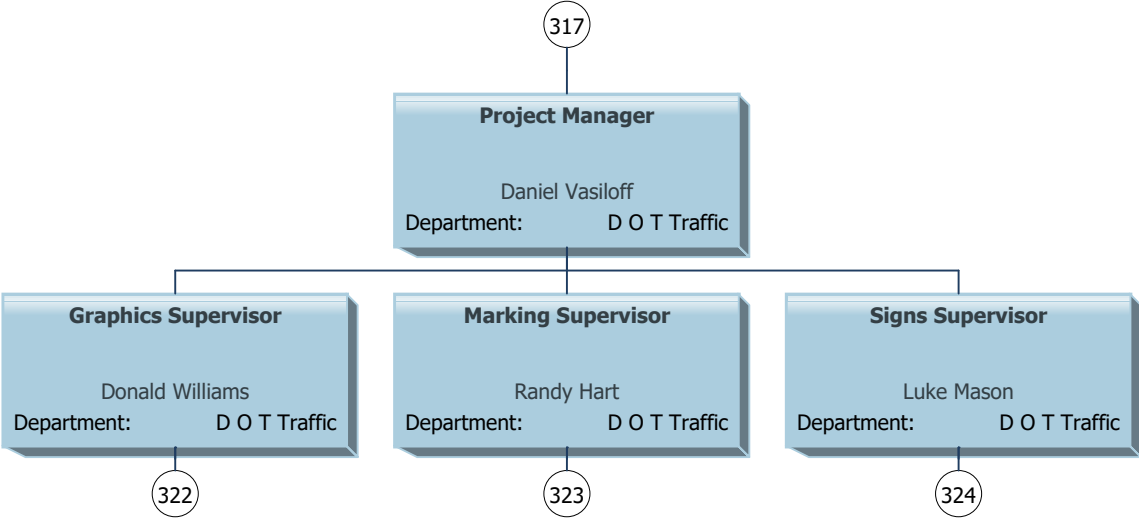 317
Project Manager
Daniel Vasiloff
Department: D O T Traffic
Graphics Supervisor
Donald Williams
Department: D O T Traffic
322
Marking Supervisor
Randy Hart
Department: D O T Traffic
323
Signs Supervisor
Luke Mason
Department: D O T Traffic
324